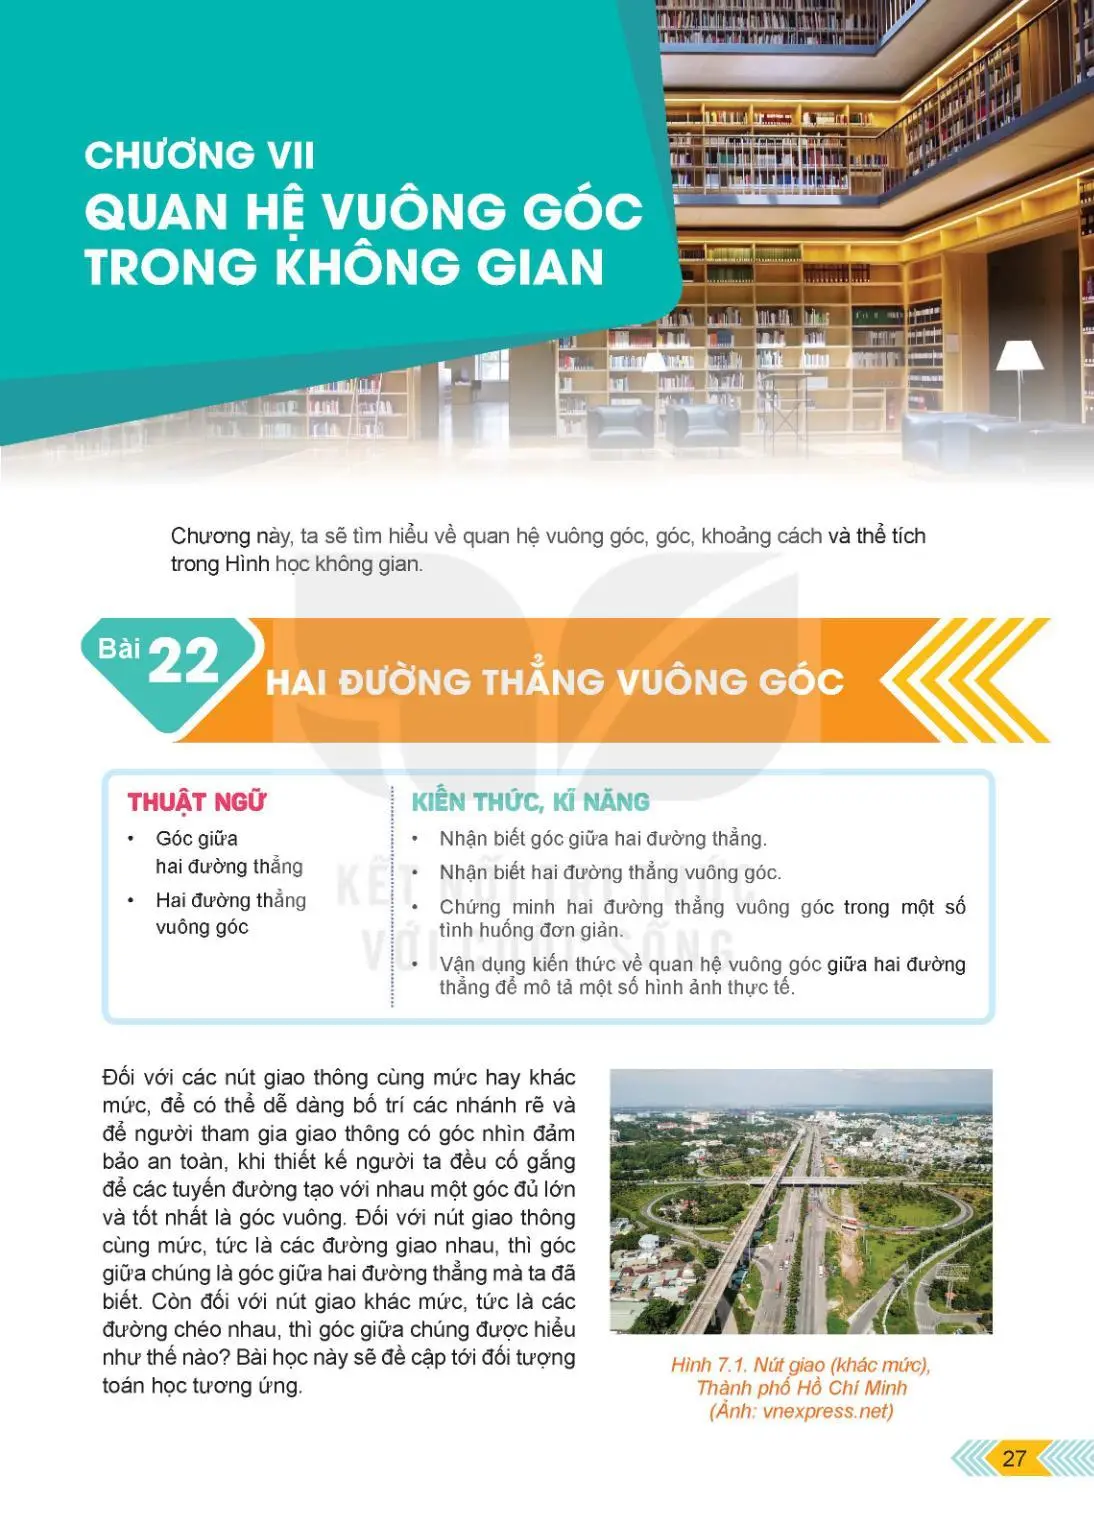 CHƯƠNG VII
QUAN HỆ VUÔNG GÓC
TRONG KHÔNG GIAN
Chương này, ta sẽ tìm hiểu về quan hệ vuông góc, góc, khoảng cách và thể tích
trong Hình học không gian.
Bài 22
HAI ĐƯỜNG THẲNG VUÔNG GÓC
THUẬT NGỮ
• Góc giữa
hai đường thẳng
• Hai đường thẳng
vuông góc
KIẾN THỨC, KĨ NĂNG
• Nhận biết góc giữa hai đường thẳng.
• Nhận biết hai đường thẳng vuông góc.
• Chứng minh hai đường thẳng vuông góc trong một số
tình huống đơn giản.
• Vận dụng kiến thức về quan hệ vuông góc giữa hai đường
thẳng để mô tả một số hình ảnh thực tế.
KẾT NỐI TRI THỨC
VỚI CUỘC SỐNG
Đối với các nút giao thông cùng mức hay khác
mức, để có thể dễ dàng bố trí các nhánh rẽ và
để người tham gia giao thông có góc nhìn đảm
bảo an toàn, khi thiết kế người ta đều cố gắng
để các tuyến đường tạo với nhau một góc đủ lớn
và tốt nhất là góc vuông. Đối với nút giao thông
cùng mức, tức là các đường giao nhau, thì góc
giữa chúng là góc giữa hai đường thẳng mà ta đã
biết. Còn đối với nút giao khác mức, tức là các
đường chéo nhau, thì góc giữa chúng được hiểu
như thế nào? Bài học này sẽ đề cập tới đối tượng
toán học tương ứng.
Hình 7.1. Nút giao (khác mức),
Thành phố Hồ Chí Minh
(Ảnh: vnexpress.net)
27